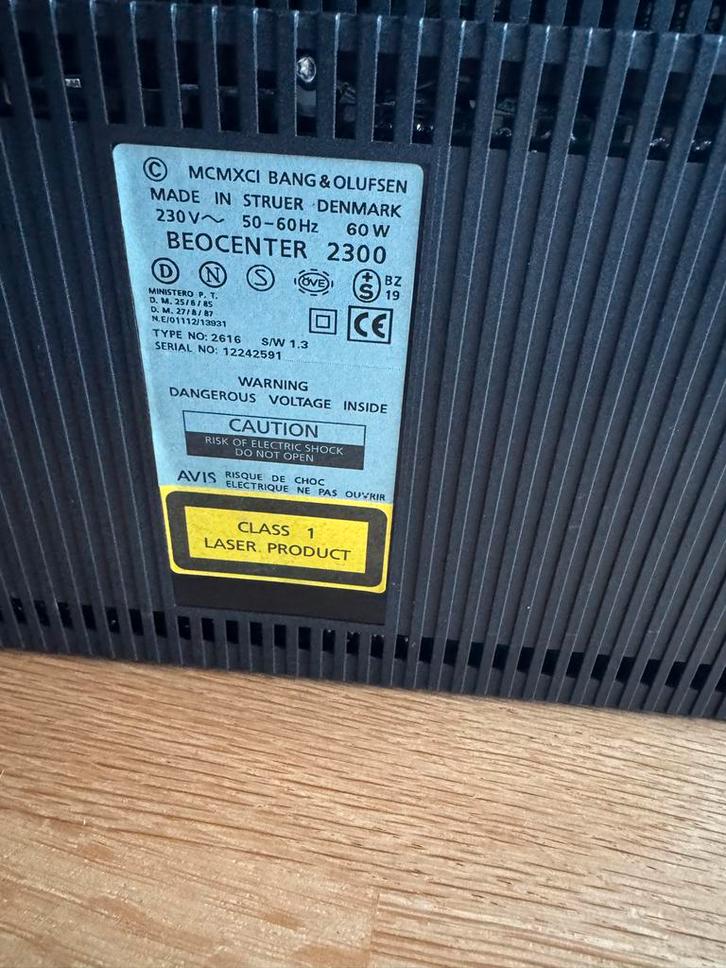 © MCMXCI BANG & OLUFSEN
MADE IN STRUER DENMARK
230V~ 50-60Hz 60W
BEOCENTER 2300
D N S ÖVE +S BZ 19
MINISTERO P. T.
D. M. 25/6/85
D. M. 27/8/87
N.E/01112/13931
CE
TYPE NO: 2616 S/W 1.3
SERIAL NO: 12242591
WARNING
DANGEROUS VOLTAGE INSIDE
CAUTION
RISK OF ELECTRIC SHOCK
DO NOT OPEN
AVIS RISQUE DE CHOC
ELECTRIQUE NE PAS OUVRIR
CLASS 1
LASER PRODUCT